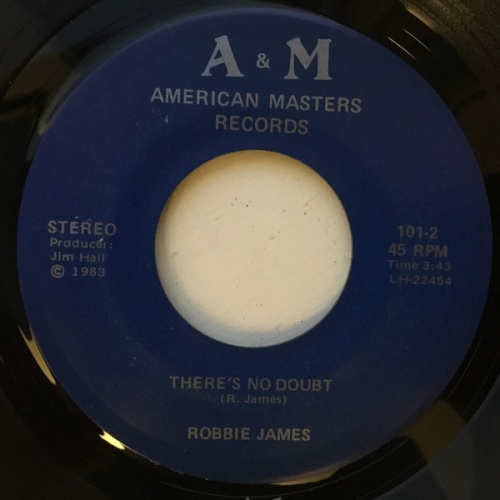 A & M
AMERICAN MASTERS
RECORDS
STEREO
Producer:
Jim Hall
© 1983
101-2
45 RPM
Time 3:43
LH-22454
THERE'S NO DOUBT
(R. James)
ROBBIE JAMES